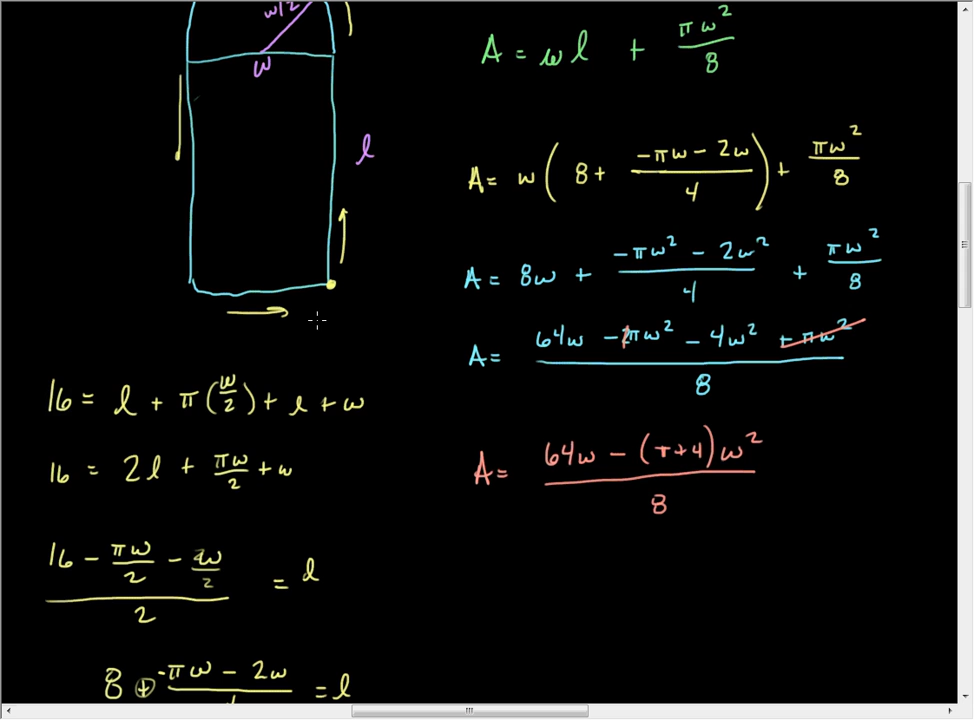 w/2
w
l
A = wl + πw²/8
A = w(8 + (-πw - 2w)/4) + πw²/8
A = 8w + (-πw² - 2w²)/4 + πw²/8
A = (64w - πw² - 4w² + πw²)/8
A = (64w - (π+4)w²)/8
16 = l + π(w/2) + l + w
16 = 2l + πw/2 + w
(16 - πw/2 - 2w/2)/2 = l
8 + (-πw - 2w)/4 = l